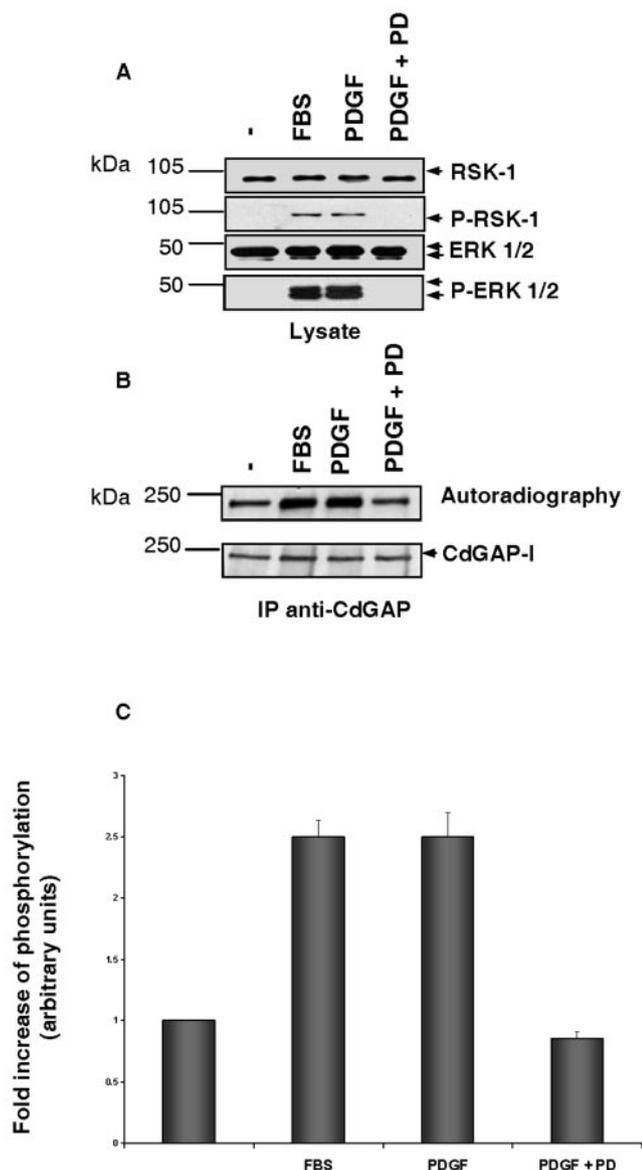 A
- FBS PDGF PDGF + PD
kDa 105 RSK-1
105 P-RSK-1
50 ERK 1/2
50 P-ERK 1/2
Lysate
B
- FBS PDGF PDGF + PD
kDa 250 Autoradiography
250 CdGAP-l
IP anti-CdGAP
C
Fold increase of phosphorylation
(arbitrary units)
3
2.5
2
1.5
1
0.5
0
FBS PDGF PDGF + PD